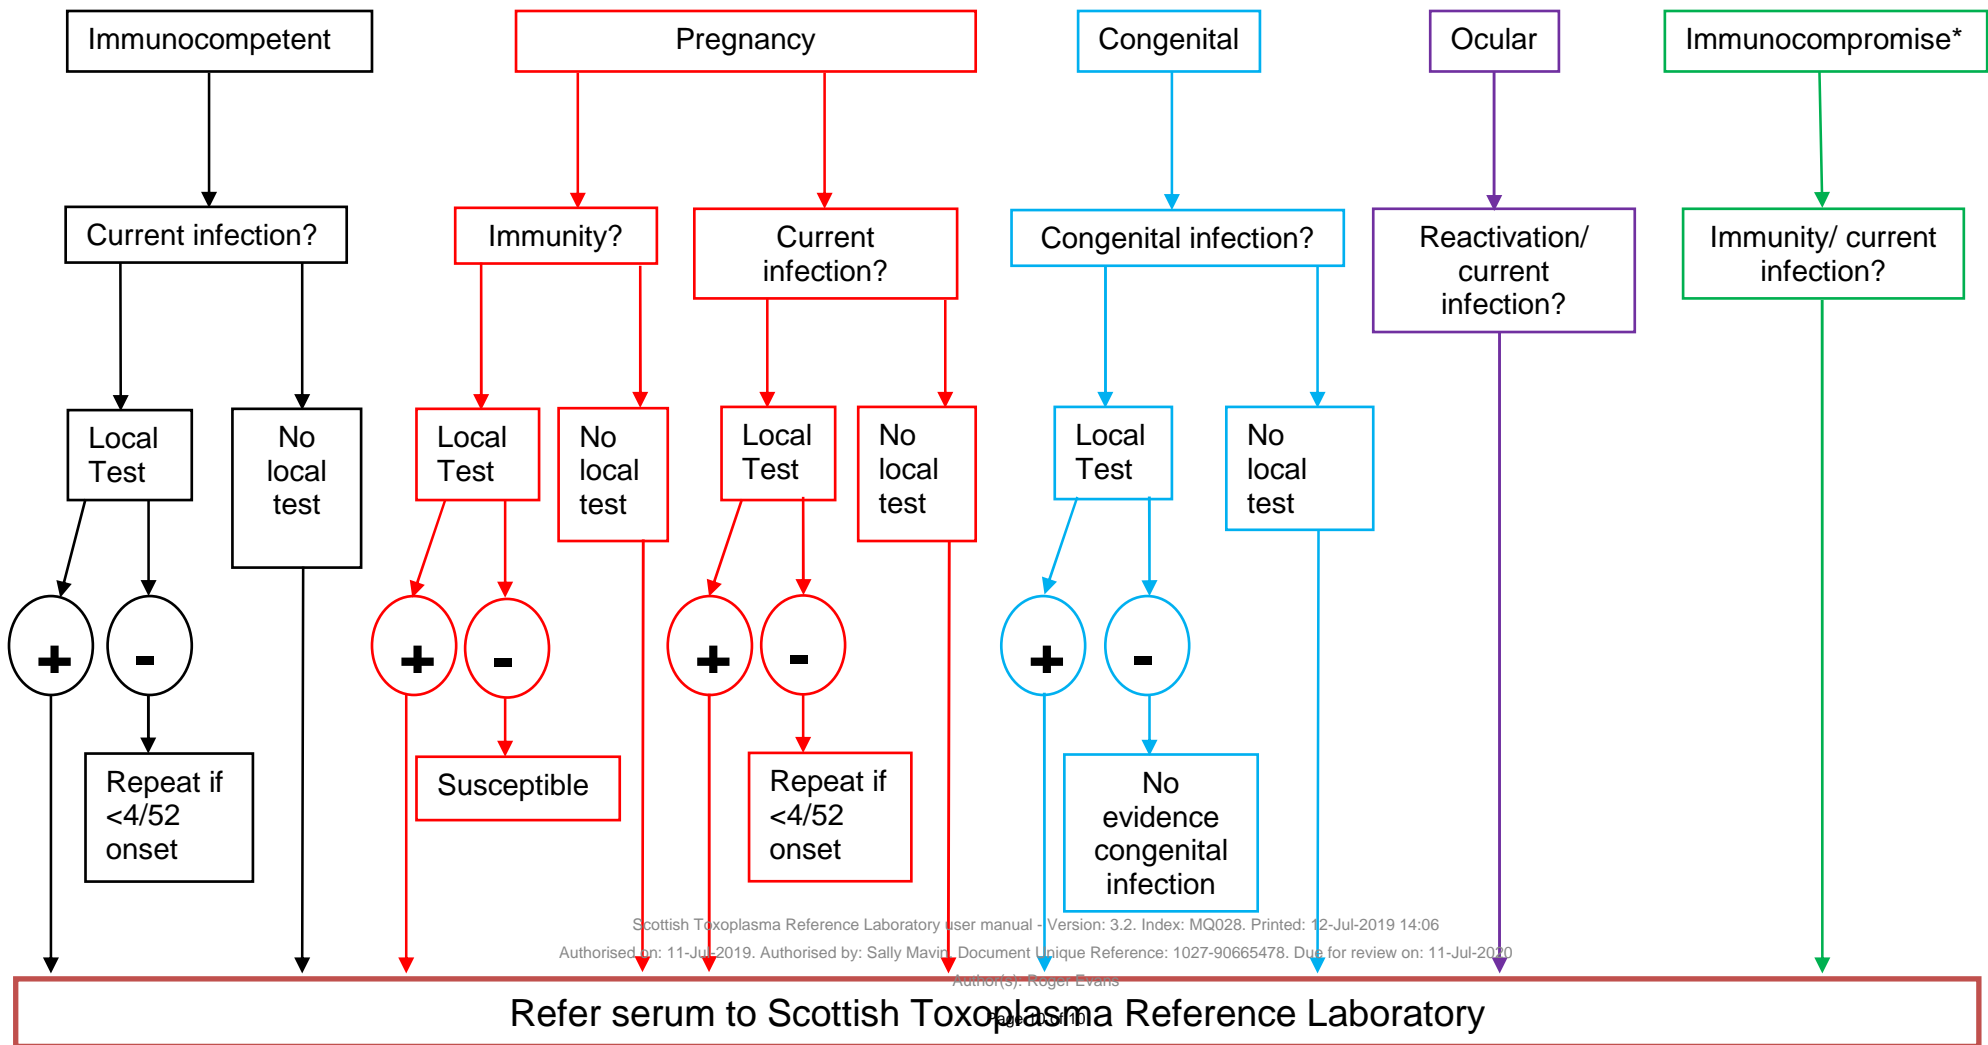 Immunocompetent
Pregnancy
Congenital
Ocular
Immunocompromise*
Current infection?
Immunity?
Current
infection?
Congenital infection?
Reactivation/
current
infection?
Immunity/ current
infection?
Local
Test
No
local
test
Local
Test
No
local
test
Local
Test
No
local
test
Local
Test
No
local
test
+
-
+
-
+
-
+
-
Repeat if
<4/52
onset
Susceptible
Repeat if
<4/52
onset
No
evidence
congenital
infection
Scottish Toxoplasma Reference Laboratory user manual - Version: 3.2. Index: MQ028. Printed: 12-Jul-2019 14:06
Authorised on: 11-Jul-2019. Authorised by: Sally Mavin. Document Unique Reference: 1027-90665478. Due for review on: 11-Jul-2020
Author(s): Roger Evans
Refer serum to Scottish Toxoplasma Reference Laboratory
Page 10 of 10